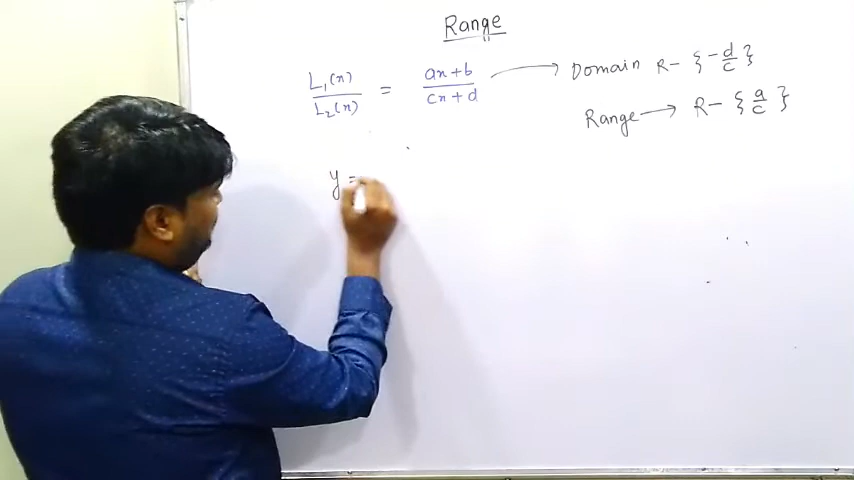 Range
L₁(x) / L₂(x) = ax+b / cx+d → Domain R- {-d/c}
Range → R- {a/c}
y =